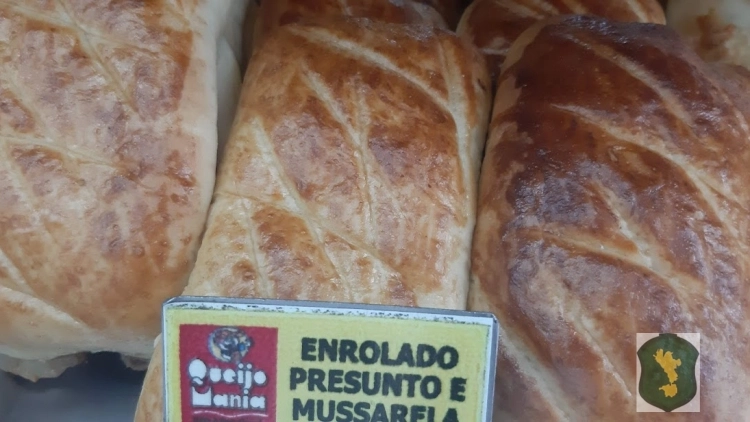 Queijo
Mania
ENROLADO
PRESUNTO E
MUSSARELA